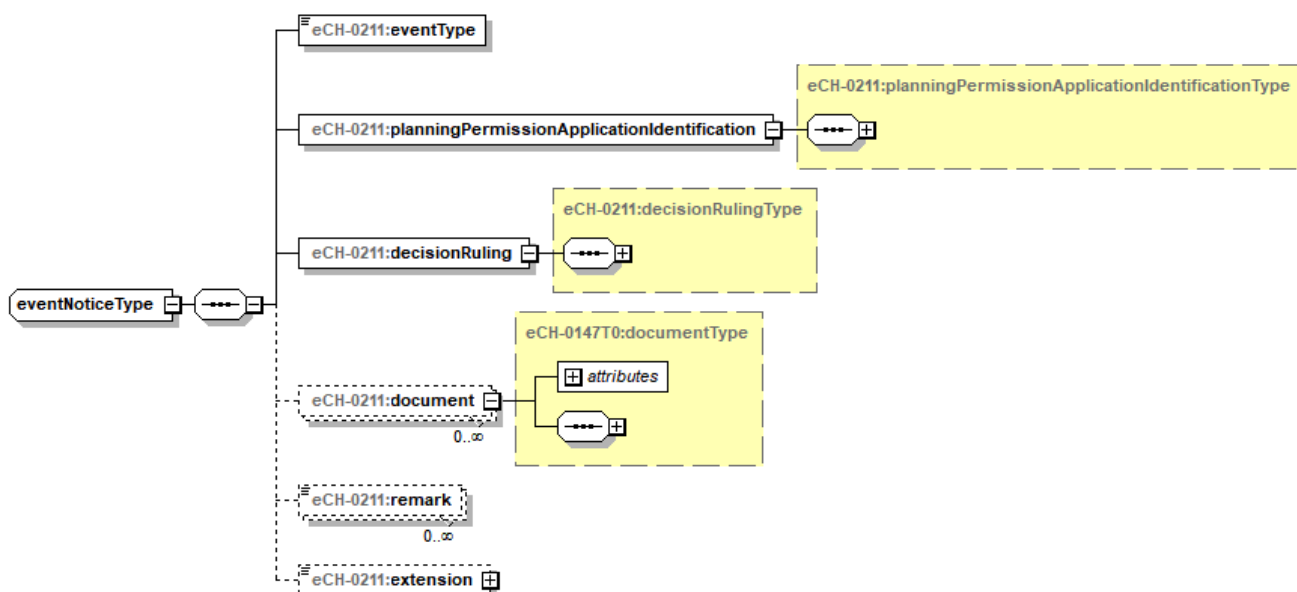 eCH-0211:eventType
eCH-0211:planningPermissionApplicationIdentificationType
eCH-0211:planningPermissionApplicationIdentification
eCH-0211:decisionRulingType
eCH-0211:decisionRuling
eventNoticeType
eCH-0147T0:documentType
attributes
eCH-0211:document
0..∞
eCH-0211:remark
0..∞
eCH-0211:extension